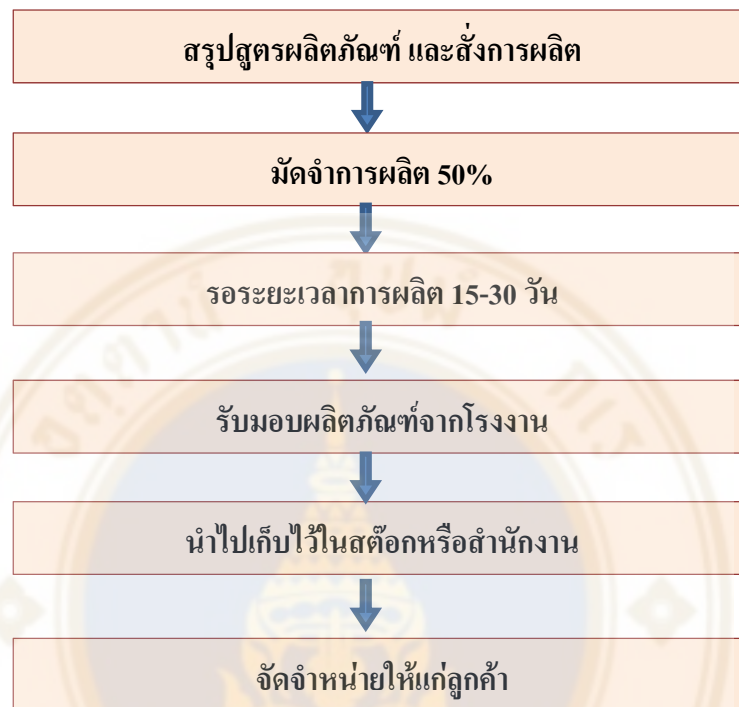 สรุปสูตรผลิตภัณฑ์ และสั่งการผลิต
มัดจำการผลิต 50%
รอระยะเวลาการผลิต 15-30 วัน
รับมอบผลิตภัณฑ์จากโรงงาน
นำไปเก็บไว้ในสต๊อกหรือสำนักงาน
จัดจำหน่ายให้แก่ลูกค้า